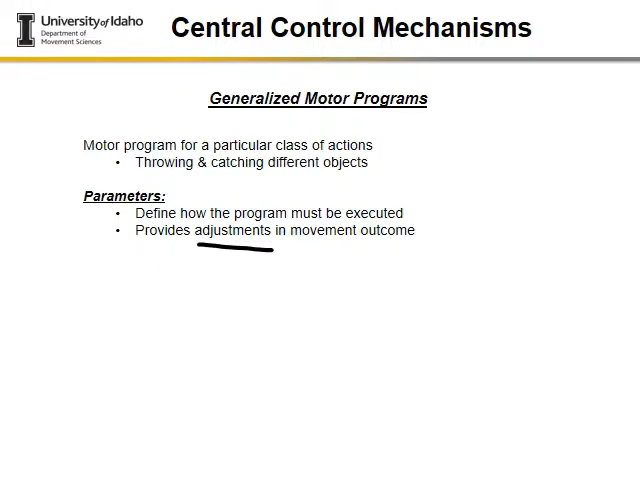 University of Idaho
Department of
Movement Sciences
Central Control Mechanisms
Generalized Motor Programs
Motor program for a particular class of actions
• Throwing & catching different objects
Parameters:
• Define how the program must be executed
• Provides adjustments in movement outcome